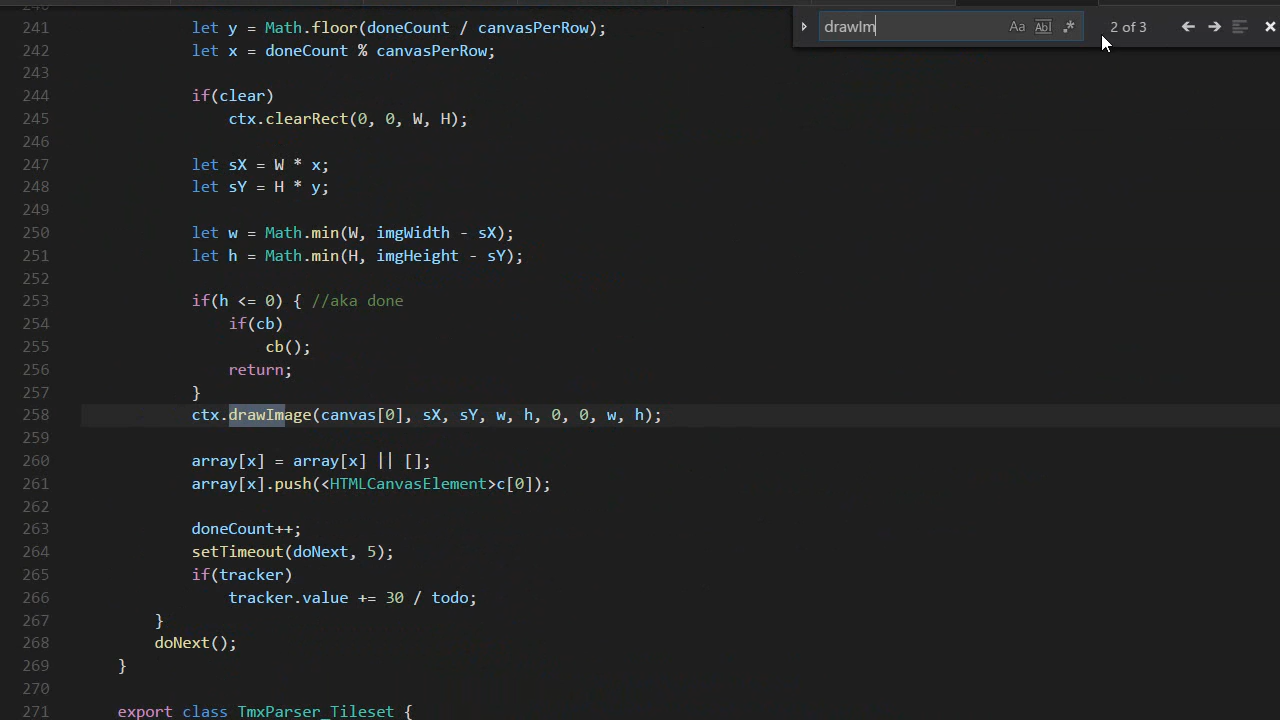 240
241 let y = Math.floor(doneCount / canvasPerRow);
242 let x = doneCount % canvasPerRow;
243
244 if(clear)
245 ctx.clearRect(0, 0, W, H);
246
247 let sX = W * x;
248 let sY = H * y;
249
250 let w = Math.min(W, imgWidth - sX);
251 let h = Math.min(H, imgHeight - sY);
252
253 if(h <= 0) { //aka done
254 if(cb)
255 cb();
256 return;
257 }
258 ctx.drawImage(canvas[0], sX, sY, w, h, 0, 0, w, h);
259
260 array[x] = array[x] || [];
261 array[x].push(<HTMLCanvasElement>c[0]);
262
263 doneCount++;
264 setTimeout(doNext, 5);
265 if(tracker)
266 tracker.value += 30 / todo;
267 }
268 doNext();
269 }
270
271 export class TmxParser_Tileset {
drawIm Aa Ab| .* 2 of 3